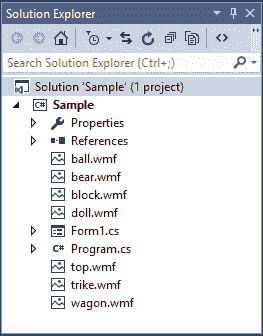 Solution Explorer
Search Solution Explorer (Ctrl+;)
Solution 'Sample' (1 project)
C# Sample
Properties
References
ball.wmf
bear.wmf
block.wmf
doll.wmf
Form1.cs
C# Program.cs
top.wmf
trike.wmf
wagon.wmf